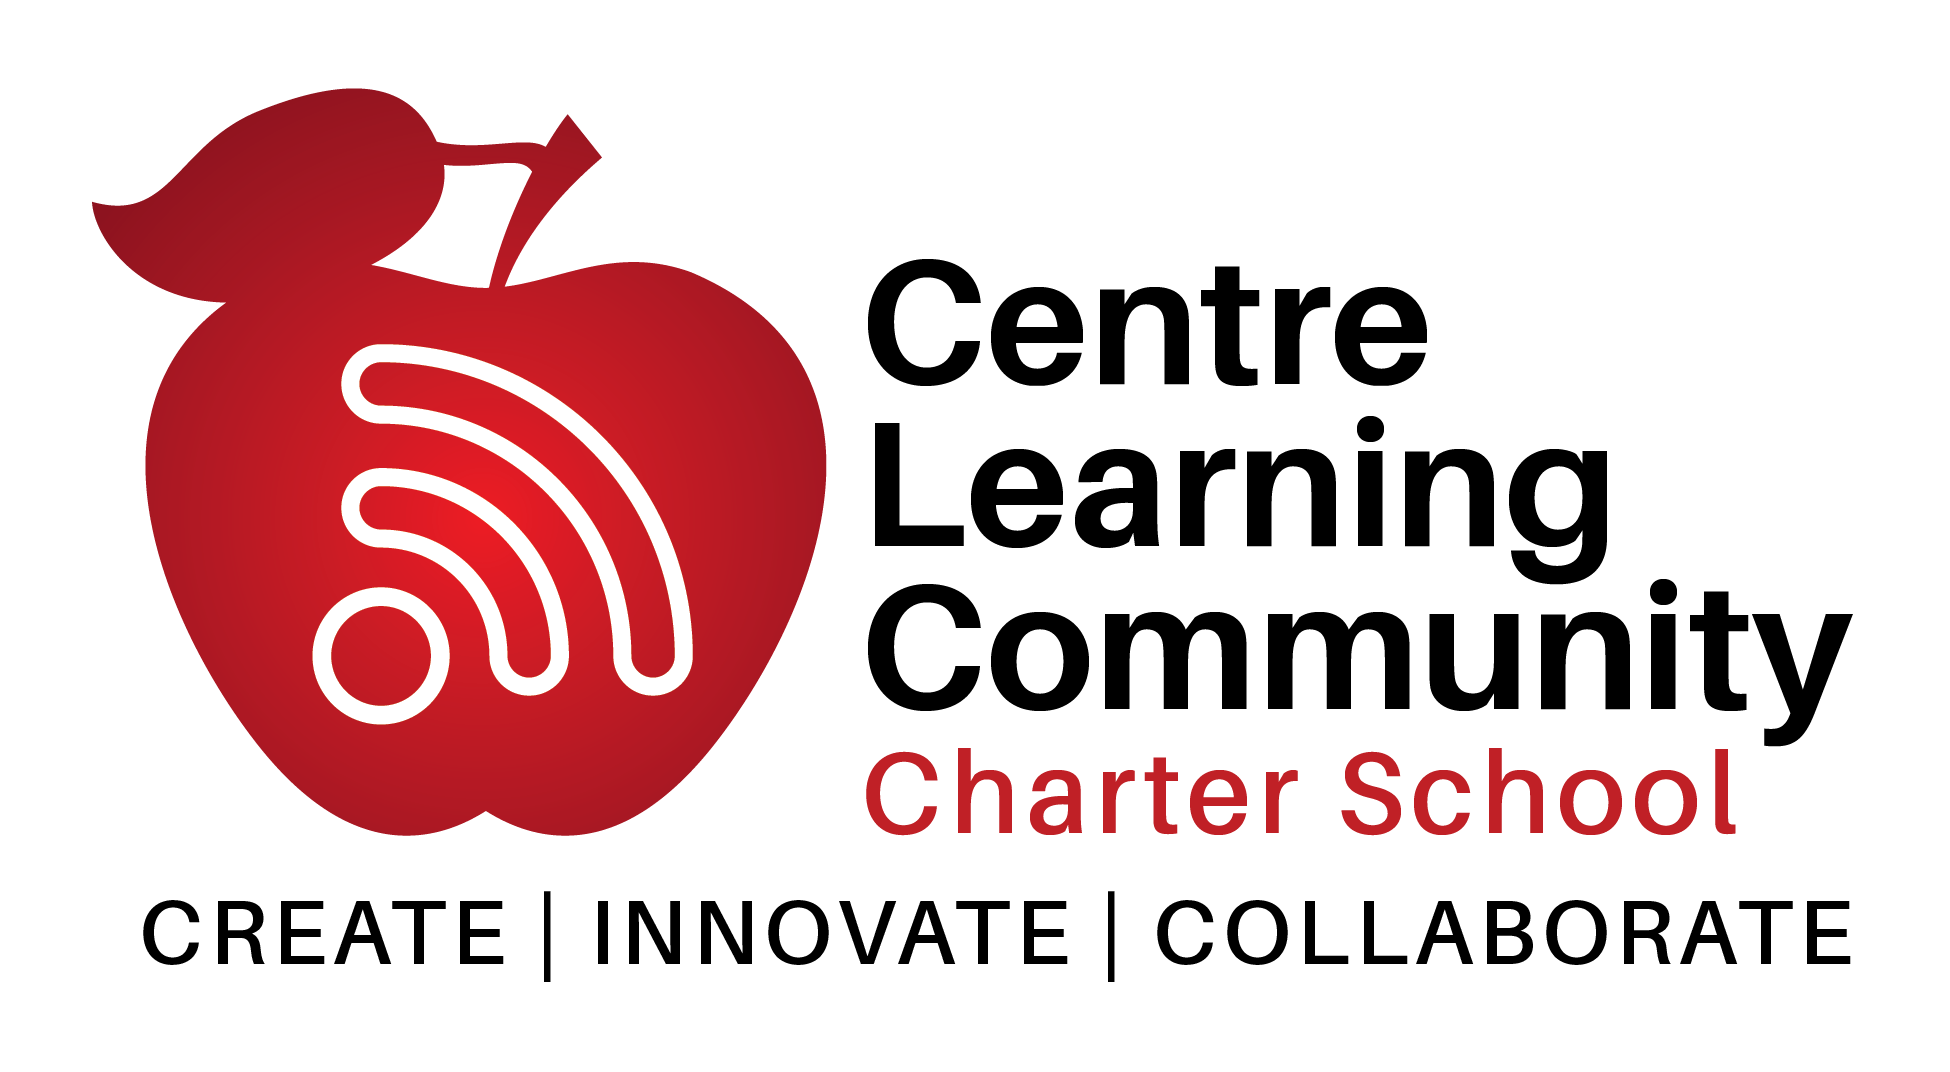 Centre
Learning
Community
Charter School
CREATE | INNOVATE | COLLABORATE